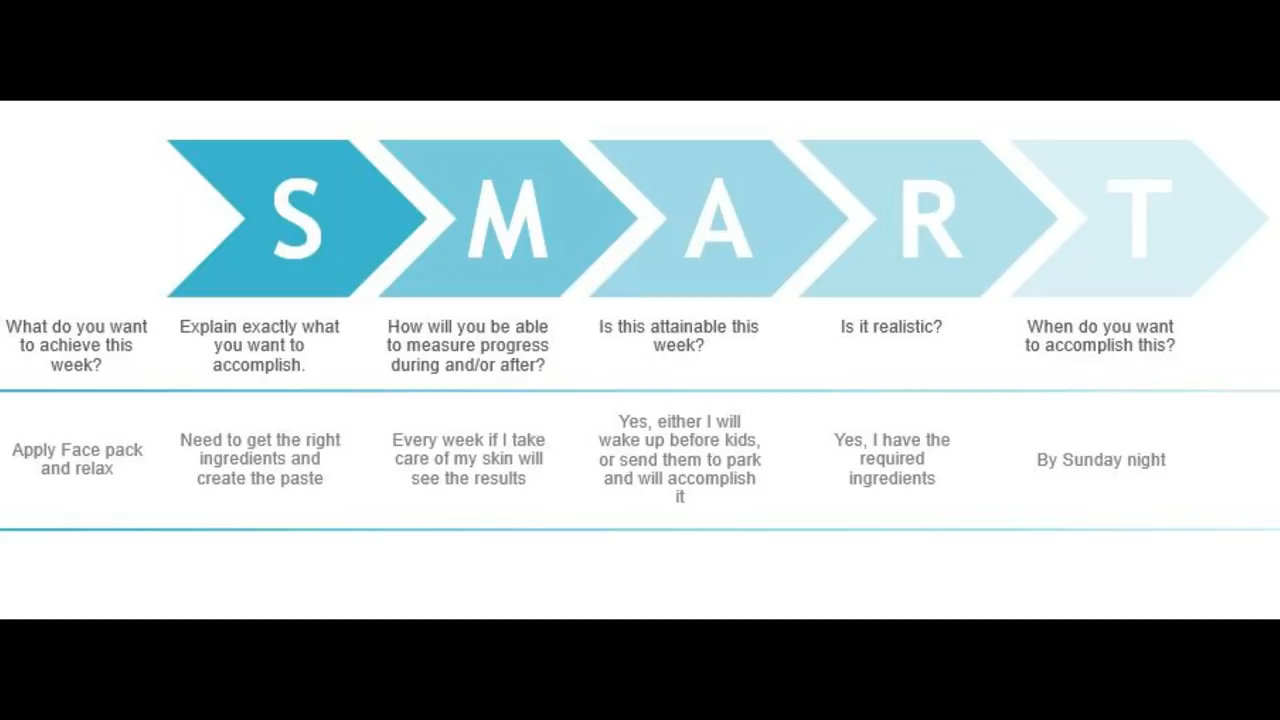 S M A R T
What do you want
to achieve this
week?
Explain exactly what
you want to
accomplish.
How will you be able
to measure progress
during and/or after?
Is this attainable this
week?
Is it realistic?
When do you want
to accomplish this?
Apply Face pack
and relax
Need to get the right
ingredients and
create the paste
Every week if I take
care of my skin will
see the results
Yes, either I will
wake up before kids,
or send them to park
and will accomplish
it
Yes, I have the
required
ingredients
By Sunday night